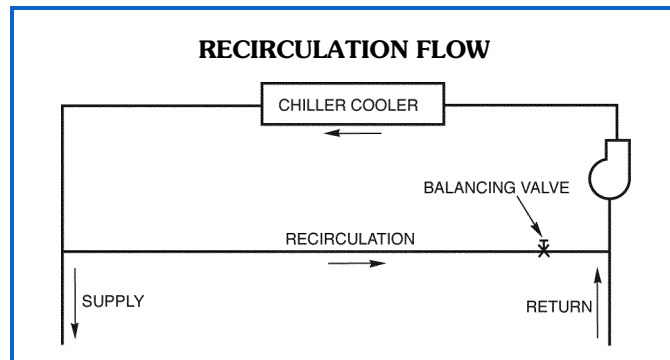 RECIRCULATION FLOW
CHILLER COOLER
BALANCING VALVE
RECIRCULATION
SUPPLY
RETURN